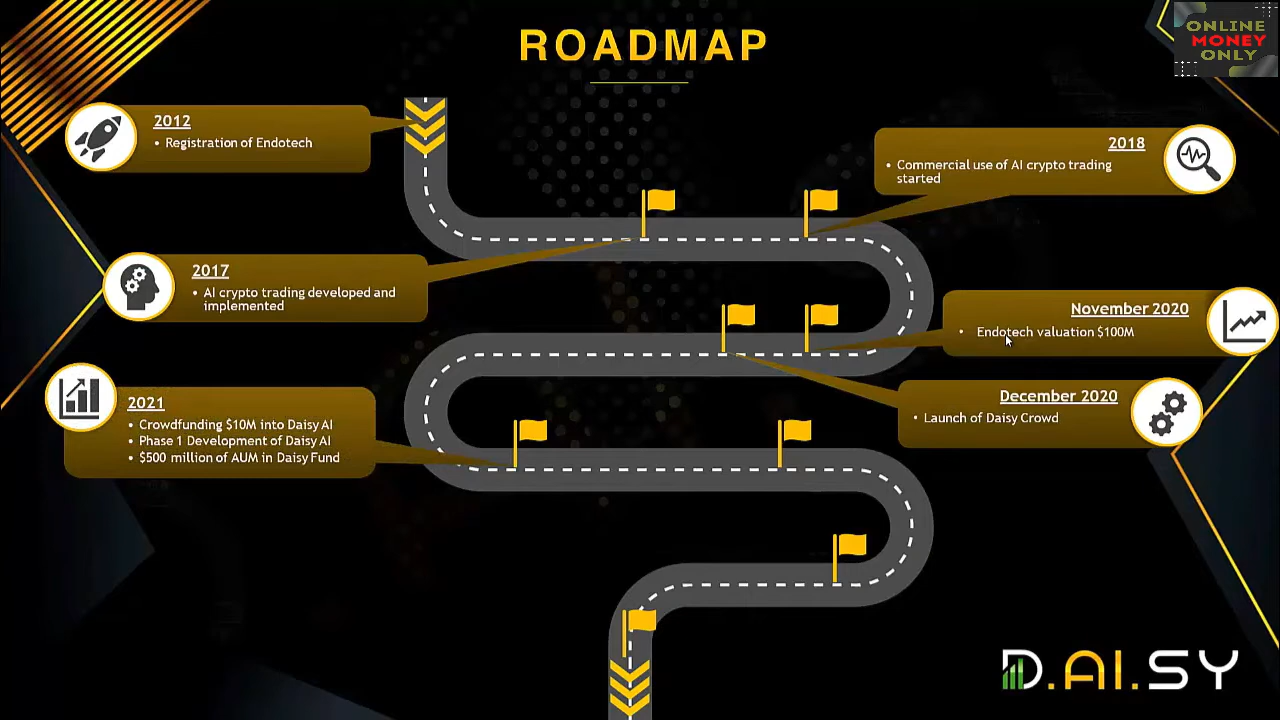 ROADMAP
ONLINE
MONEY
ONLY
2012
• Registration of Endotech
2018
• Commercial use of AI crypto trading
started
2017
• AI crypto trading developed and
implemented
November 2020
• Endotech valuation $100M
December 2020
• Launch of Daisy Crowd
2021
• Crowdfunding $10M into Daisy AI
• Phase 1 Development of Daisy AI
• $500 million of AUM in Daisy Fund
D.AI.SY